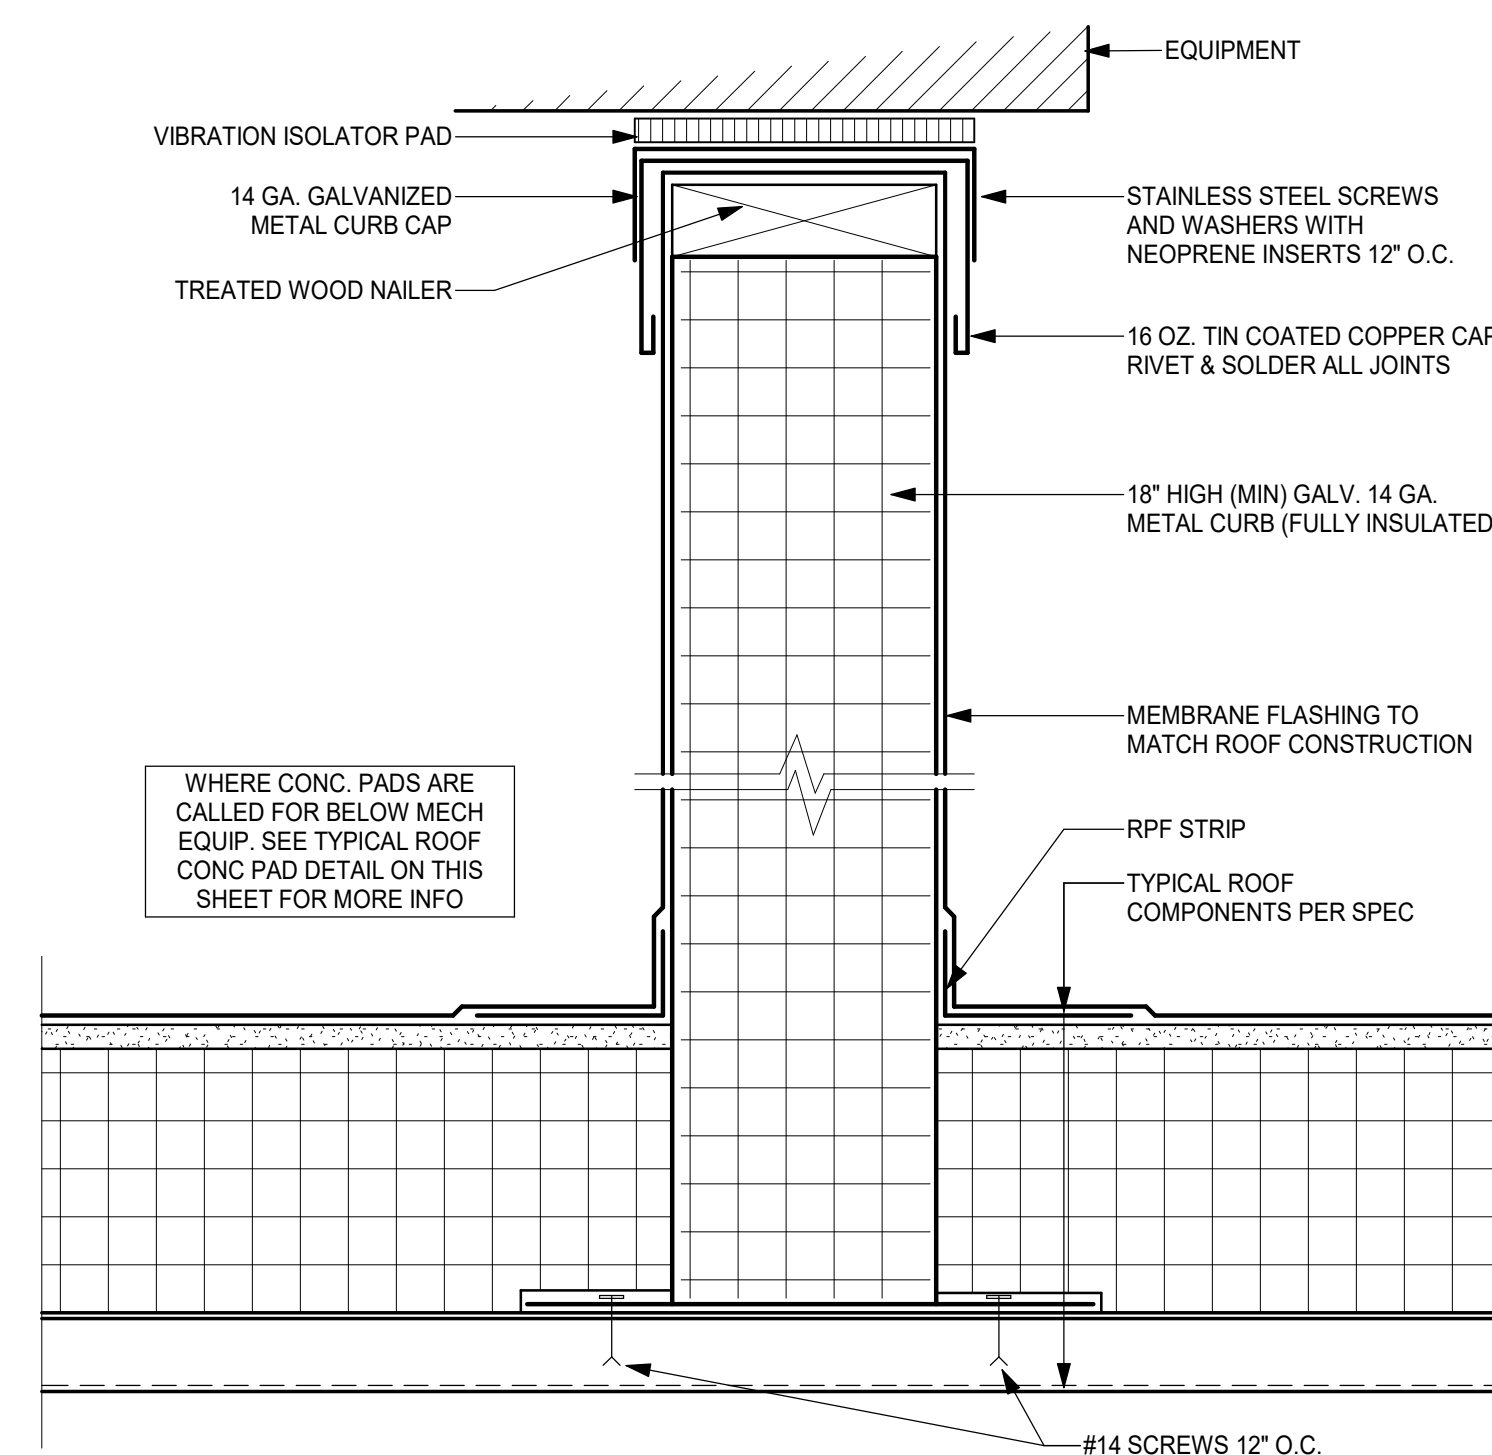 EQUIPMENT
VIBRATION ISOLATOR PAD
14 GA. GALVANIZED
METAL CURB CAP
TREATED WOOD NAILER
STAINLESS STEEL SCREWS
AND WASHERS WITH
NEOPRENE INSERTS 12" O.C.
16 OZ. TIN COATED COPPER CAP
RIVET & SOLDER ALL JOINTS
18" HIGH (MIN) GALV. 14 GA.
METAL CURB (FULLY INSULATED
MEMBRANE FLASHING TO
MATCH ROOF CONSTRUCTION
WHERE CONC. PADS ARE
CALLED FOR BELOW MECH
EQUIP. SEE TYPICAL ROOF
CONC PAD DETAIL ON THIS
SHEET FOR MORE INFO
RPF STRIP
TYPICAL ROOF
COMPONENTS PER SPEC
#14 SCREWS 12" O.C.